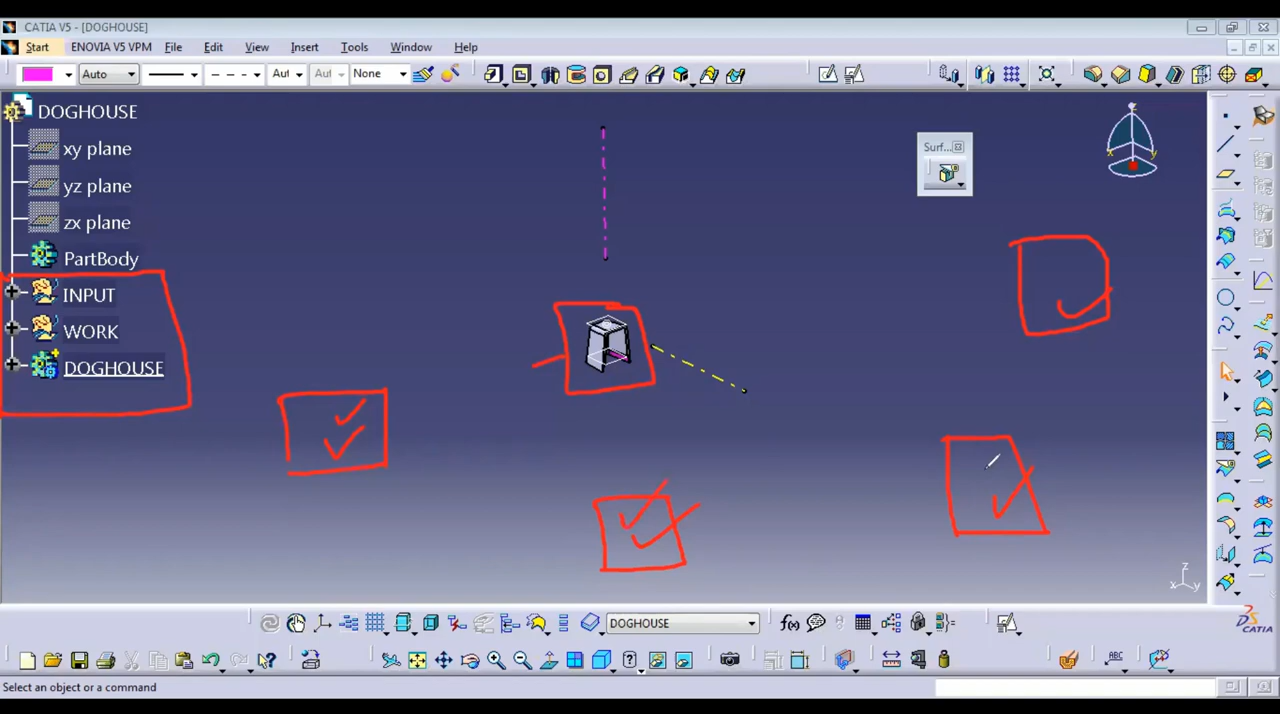 CATIA V5 - [DOGHOUSE]
Start ENOVIA V5 VPM File Edit View Insert Tools Window Help
Auto Aut Aut None
DOGHOUSE
xy plane
yz plane
zx plane
PartBody
INPUT
WORK
DOGHOUSE
Surf...
z
x y
DOGHOUSE
f(x)
ABC
CATIA
Select an object or a command